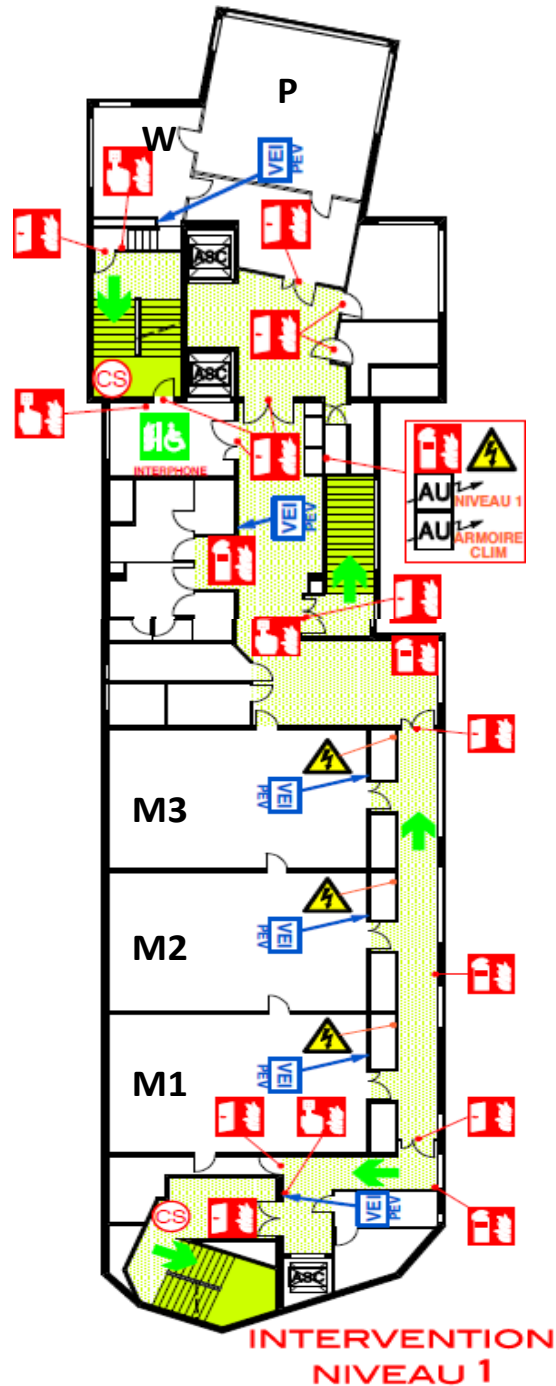 P
W
VEI
PEV
ASC
CS
ASC
INTERPHONE
AU
NIVEAU 1
AU
ARMOIRE
CLIM
VEI
PEV
M3
VEI
PEV
M2
VEI
PEV
M1
VEI
PEV
CS
VEI
PEV
ASC
INTERVENTION
NIVEAU 1